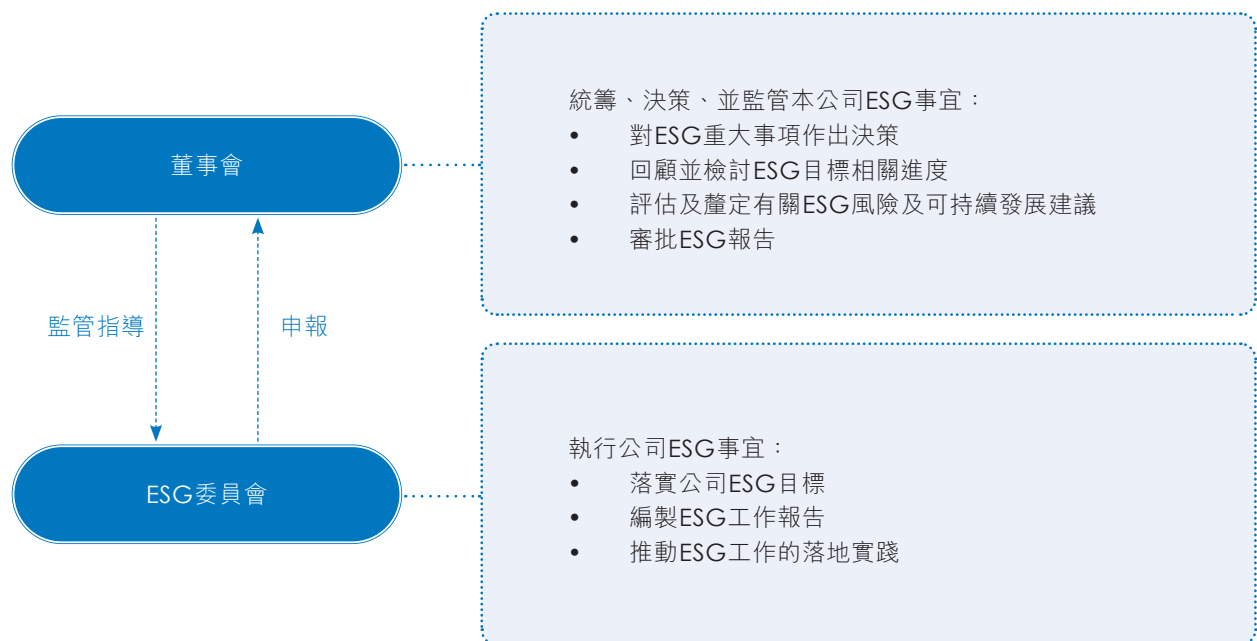 統籌、決策、並監管本公司ESG事宜：
• 對ESG重大事項作出決策
董事會
• 回顧並檢討ESG目標相關進度
• 評估及釐定有關ESG風險及可持續發展建議
• 審批ESG報告
監管指導
申報
執行公司ESG事宜：
• 落實公司ESG目標
ESG委員會
• 編製ESG工作報告
• 推動ESG工作的落地實踐